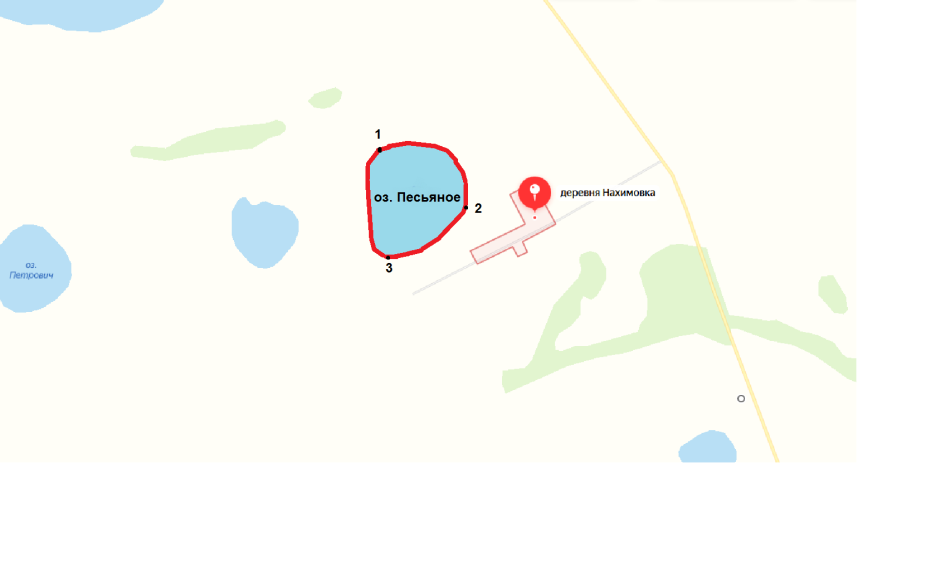 1
оз. Песьяное
2
деревня Нахимовка
3
оз.
Петрович